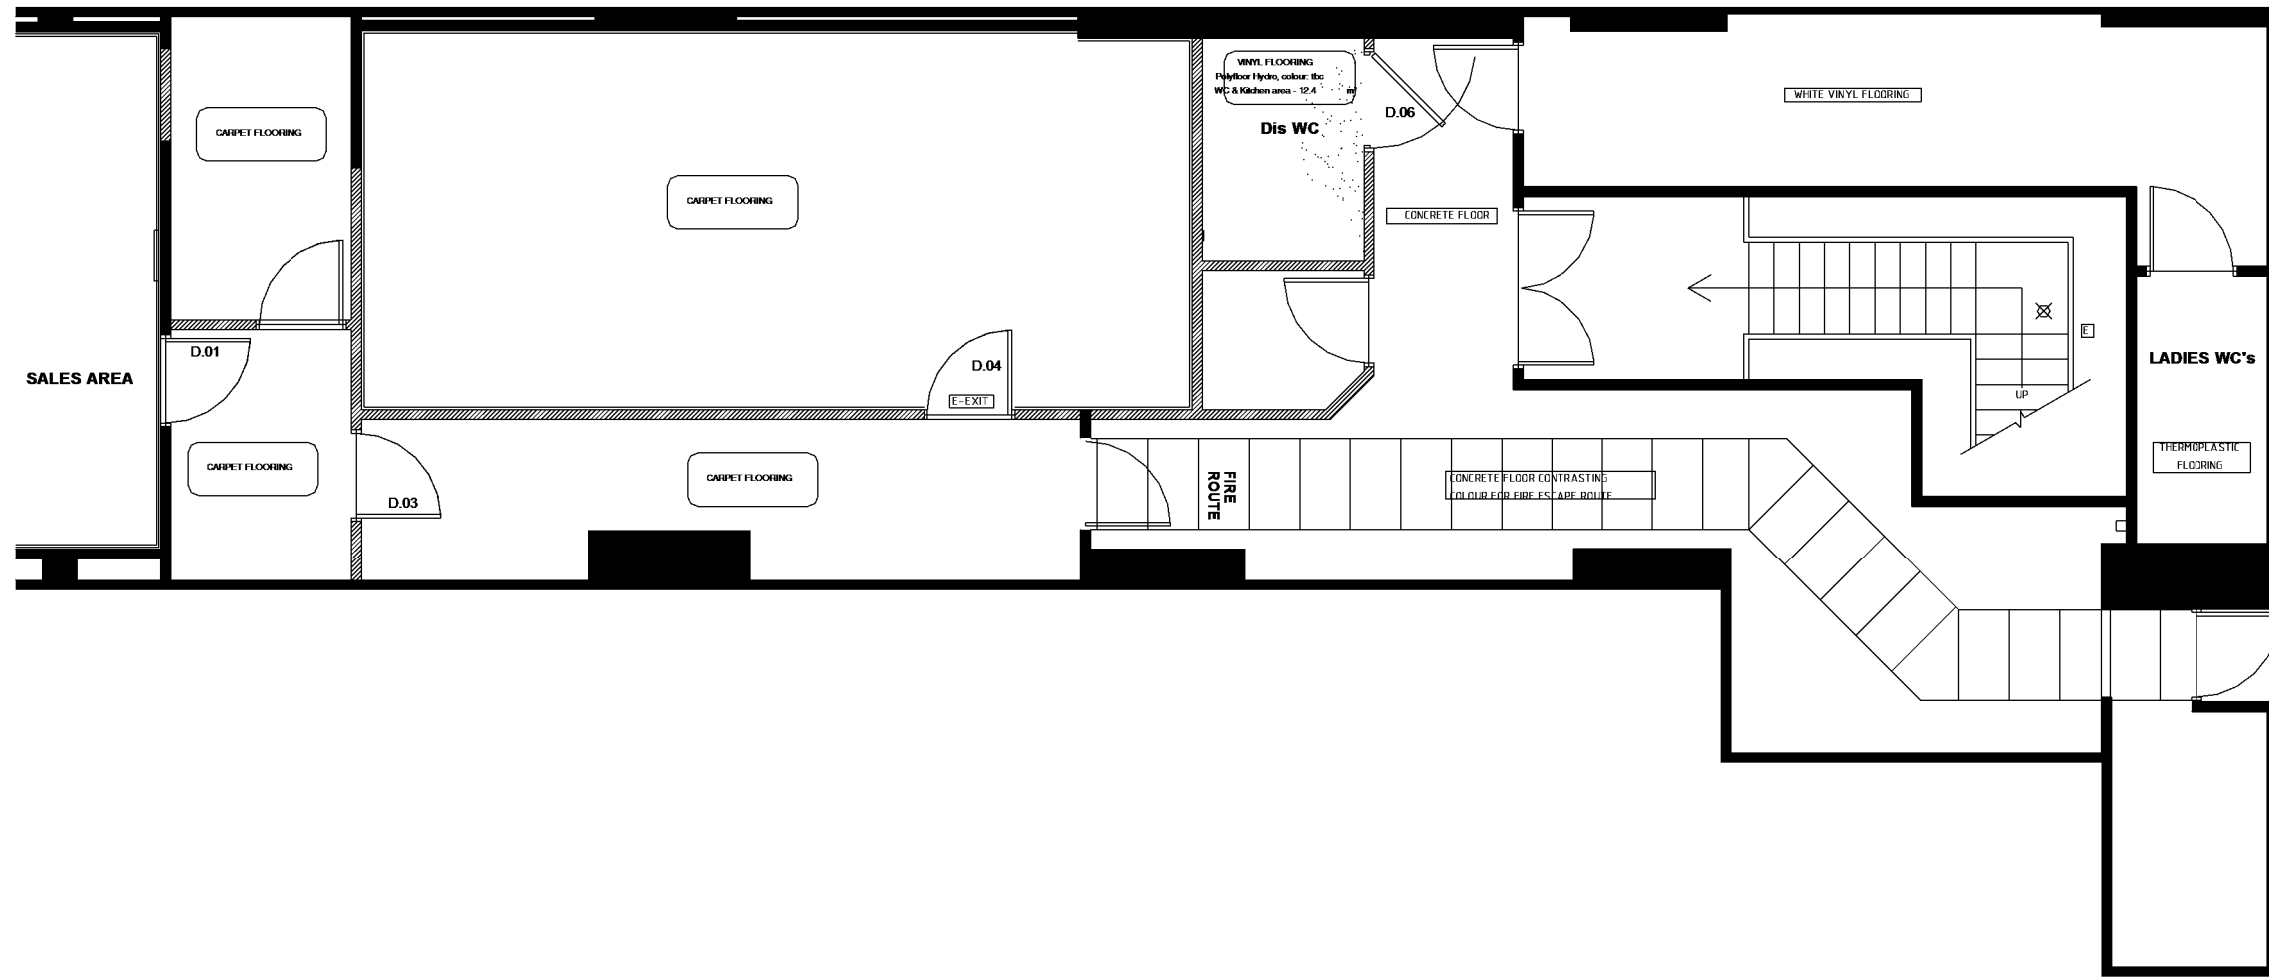 VINYL FLOORING
Polyfloor Hydro, colour: tbc
WC & Kitchen area - 12.4 m²
Dis WC
D.06
WHITE VINYL FLOORING
CARPET FLOORING
CARPET FLOORING
CONCRETE FLOOR
E
D.01
SALES AREA
D.04
E-EXIT
LADIES WC's
UP
THERMOPLASTIC
FLOORING
CARPET FLOORING
D.03
CARPET FLOORING
FIRE
ROUTE
CONCRETE FLOOR CONTRASTING
COLOUR FOR FIRE ESCAPE ROUTE